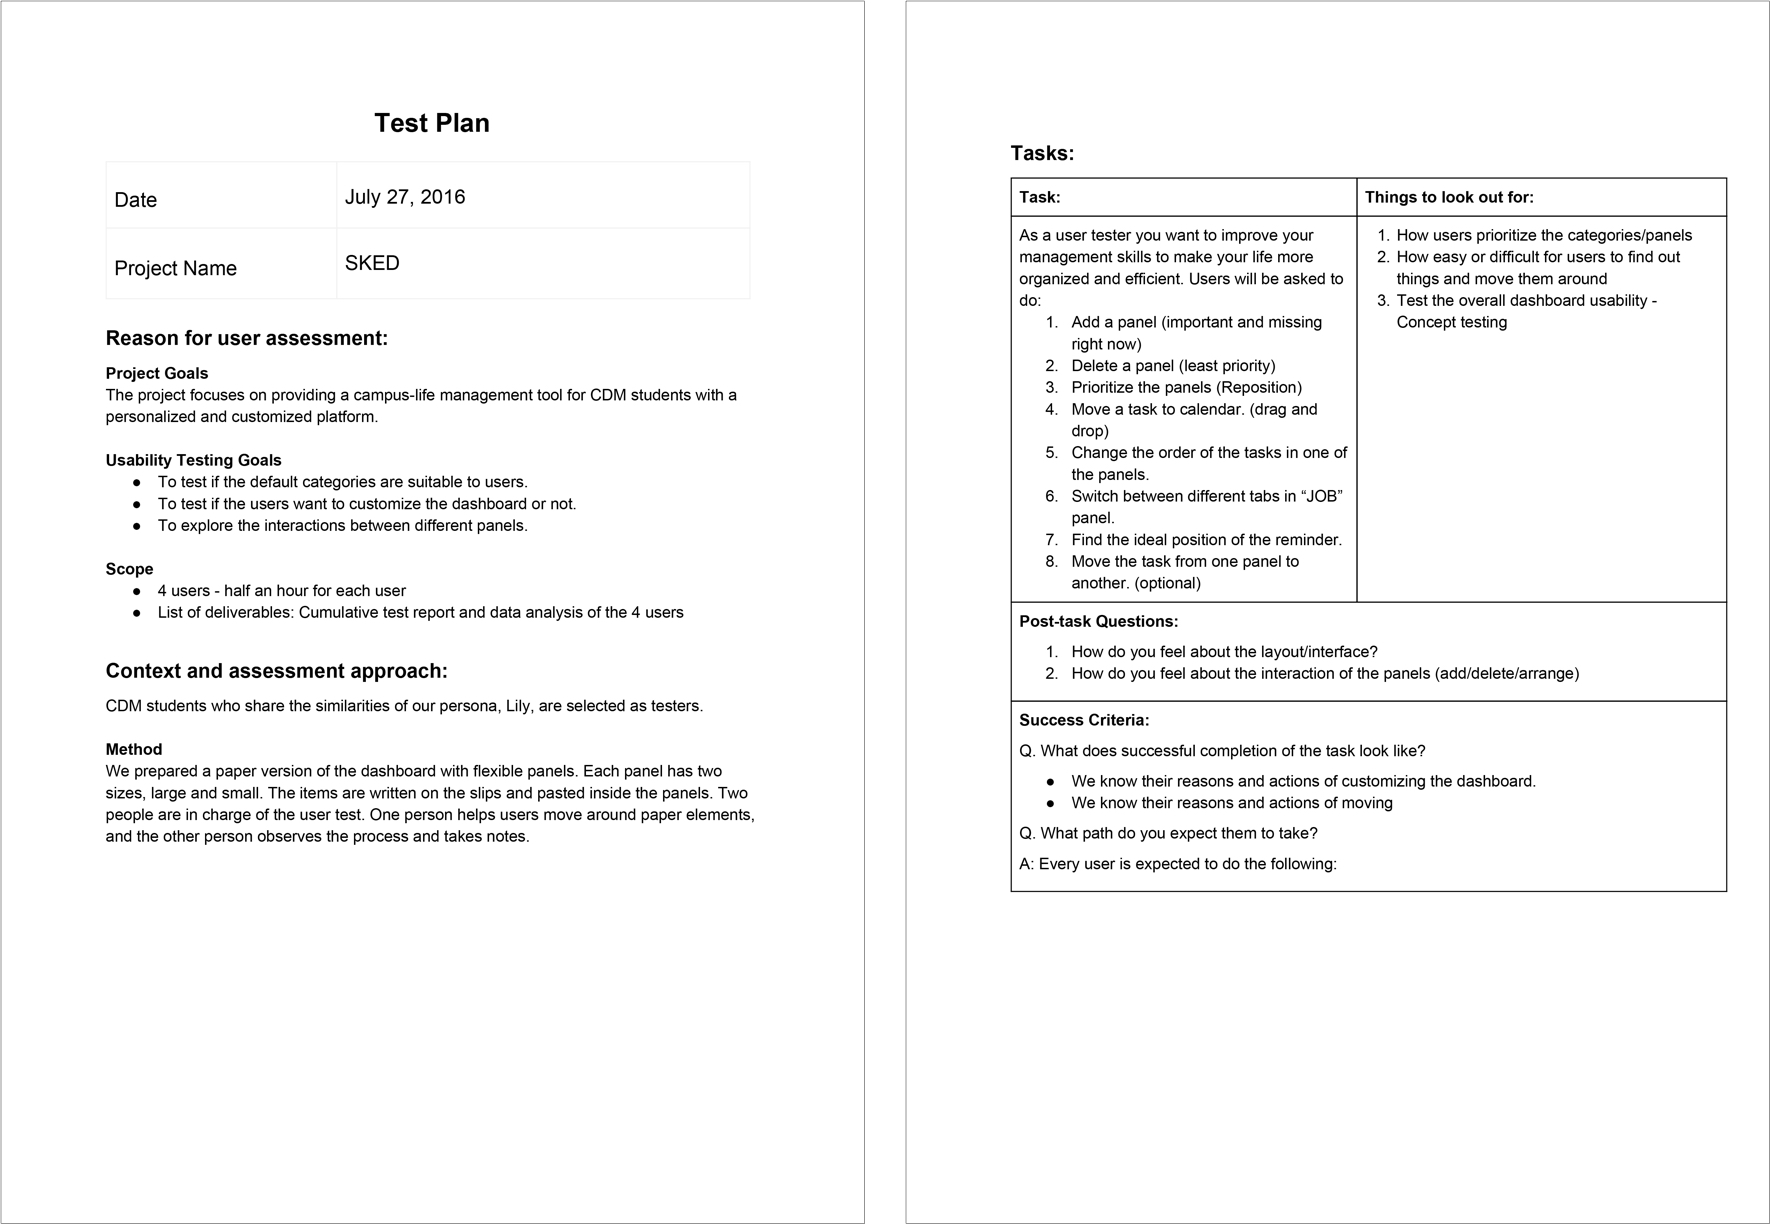 Test Plan
Date
July 27, 2016
Project Name
SKED
Reason for user assessment:
Project Goals
The project focuses on providing a campus-life management tool for CDM students with a
personalized and customized platform.
Usability Testing Goals
● To test if the default categories are suitable to users.
● To test if the users want to customize the dashboard or not.
● To explore the interactions between different panels.
Scope
● 4 users - half an hour for each user
● List of deliverables: Cumulative test report and data analysis of the 4 users
Context and assessment approach:
CDM students who share the similarities of our persona, Lily, are selected as testers.
Method
We prepared a paper version of the dashboard with flexible panels. Each panel has two
sizes, large and small. The items are written on the slips and pasted inside the panels. Two
people are in charge of the user test. One person helps users move around paper elements,
and the other person observes the process and takes notes.
Tasks:
Task:
As a user tester you want to improve your
management skills to make your life more
organized and efficient. Users will be asked to
do:
1. Add a panel (important and missing
right now)
2. Delete a panel (least priority)
3. Prioritize the panels (Reposition)
4. Move a task to calendar. (drag and
drop)
5. Change the order of the tasks in one of
the panels.
6. Switch between different tabs in “JOB”
panel.
7. Find the ideal position of the reminder.
8. Move the task from one panel to
another. (optional)
Things to look out for:
1. How users prioritize the categories/panels
2. How easy or difficult for users to find out
things and move them around
3. Test the overall dashboard usability -
Concept testing
Post-task Questions:
1. How do you feel about the layout/interface?
2. How do you feel about the interaction of the panels (add/delete/arrange)
Success Criteria:
Q. What does successful completion of the task look like?
● We know their reasons and actions of customizing the dashboard.
● We know their reasons and actions of moving
Q. What path do you expect them to take?
A: Every user is expected to do the following: